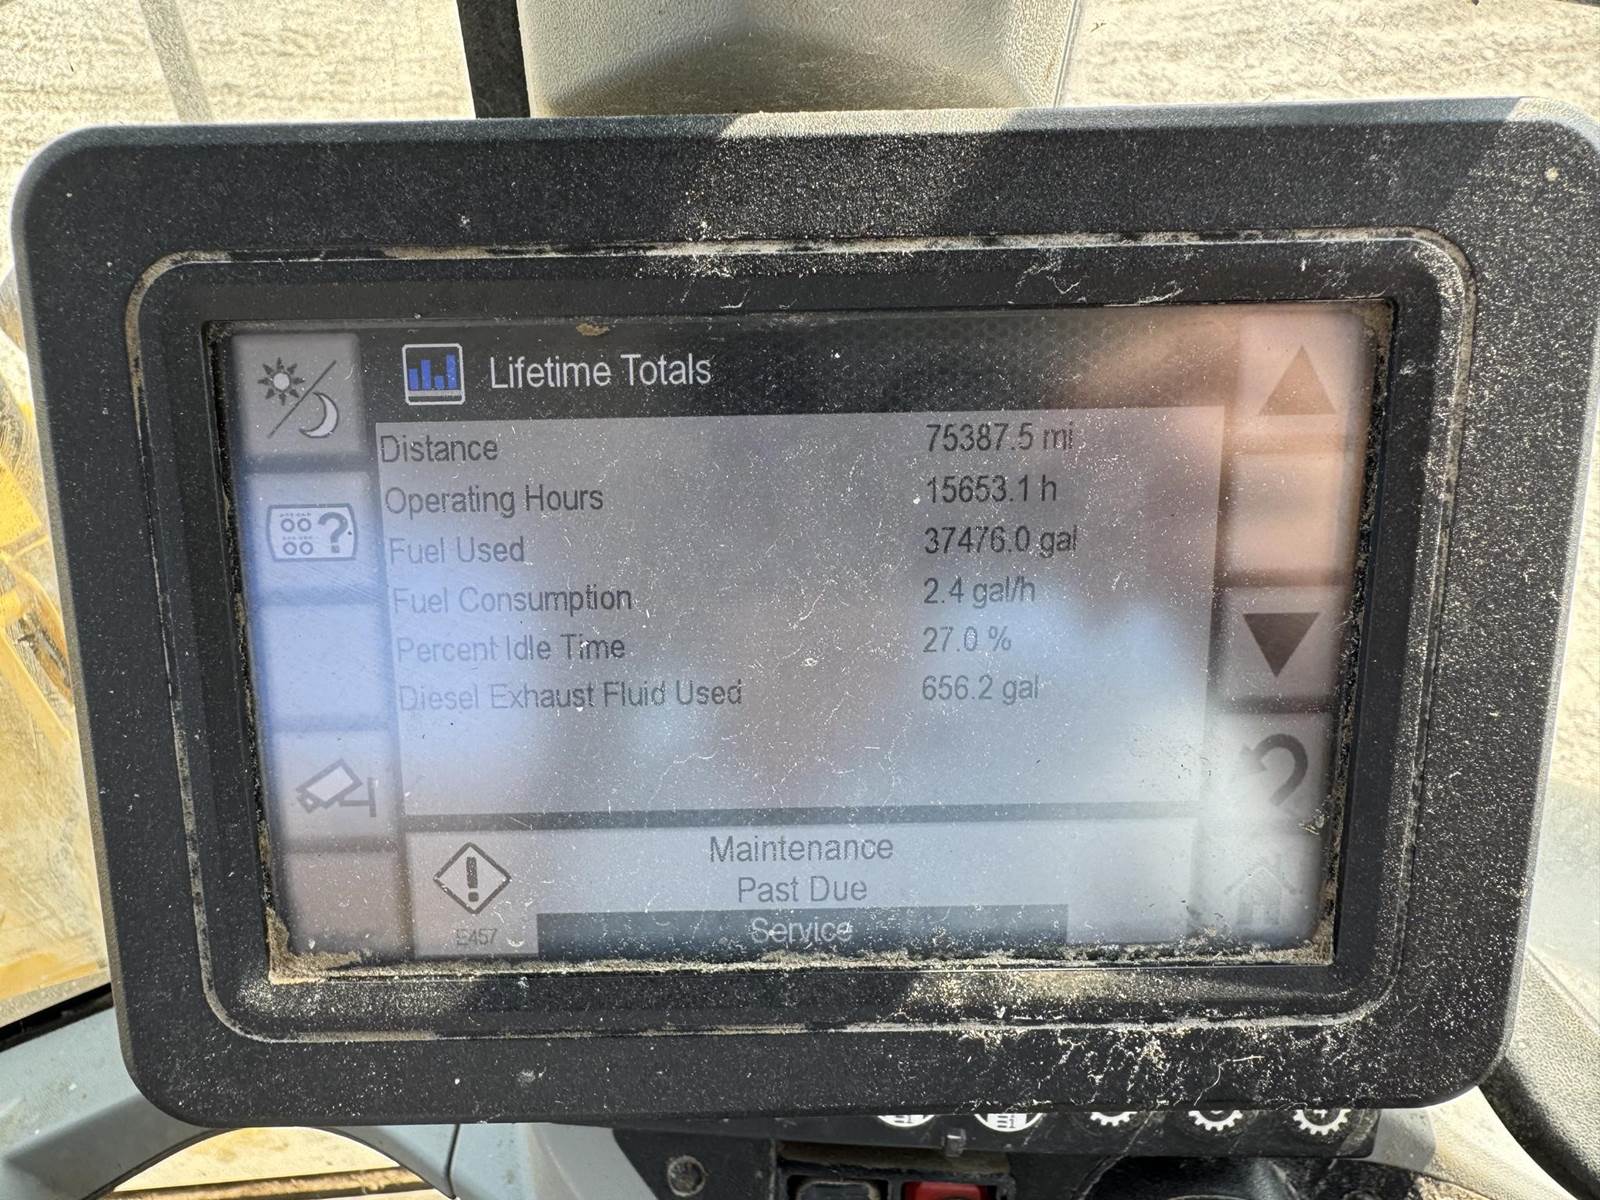 Lifetime Totals
Distance 75387.5 mi
Operating Hours 15653.1 h
Fuel Used 37476.0 gal
Fuel Consumption 2.4 gal/h
Percent Idle Time 27.0 %
Diesel Exhaust Fluid Used 656.2 gal
Maintenance
Past Due
E457 Service